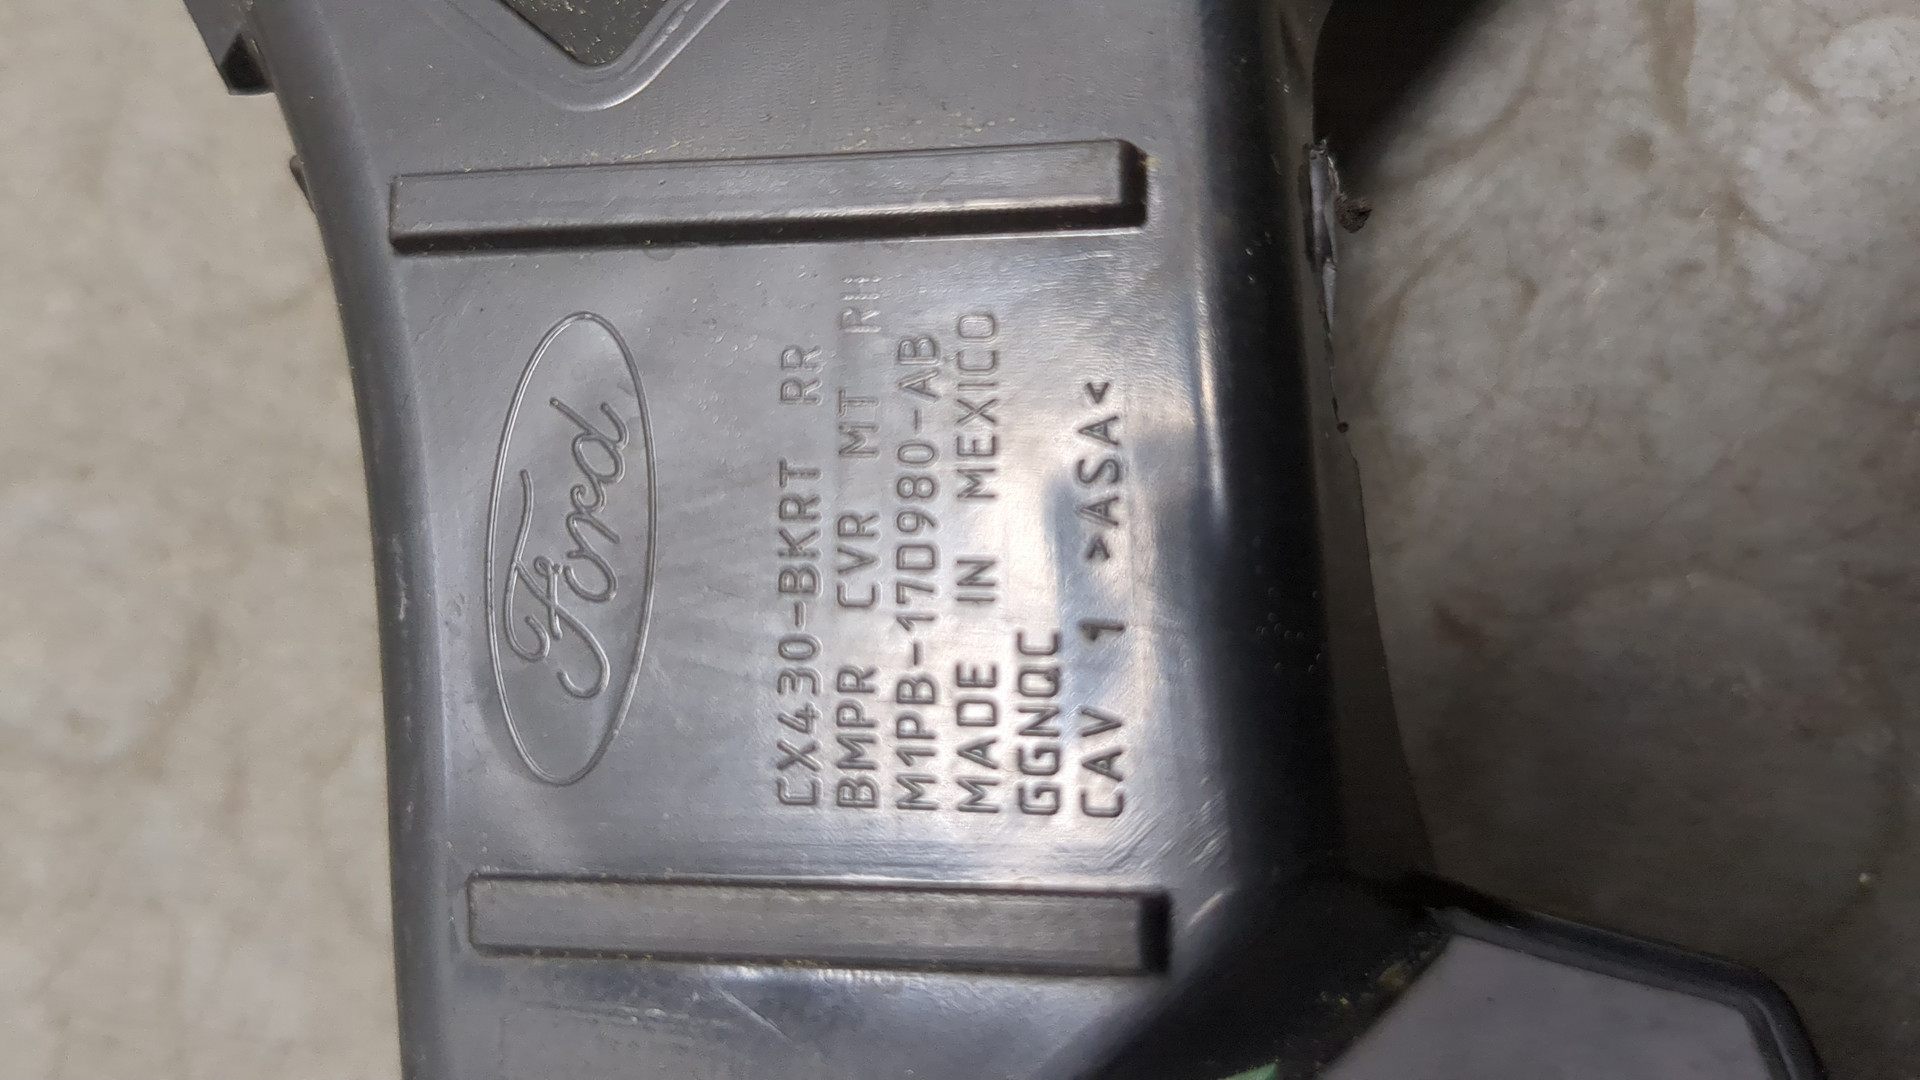 Ford
CX430-BKRT RR
BMPR CVR MT RH
M1PB-17D980-AB
MADE IN MEXICO
GGNQC
CAV 1 >ASA<